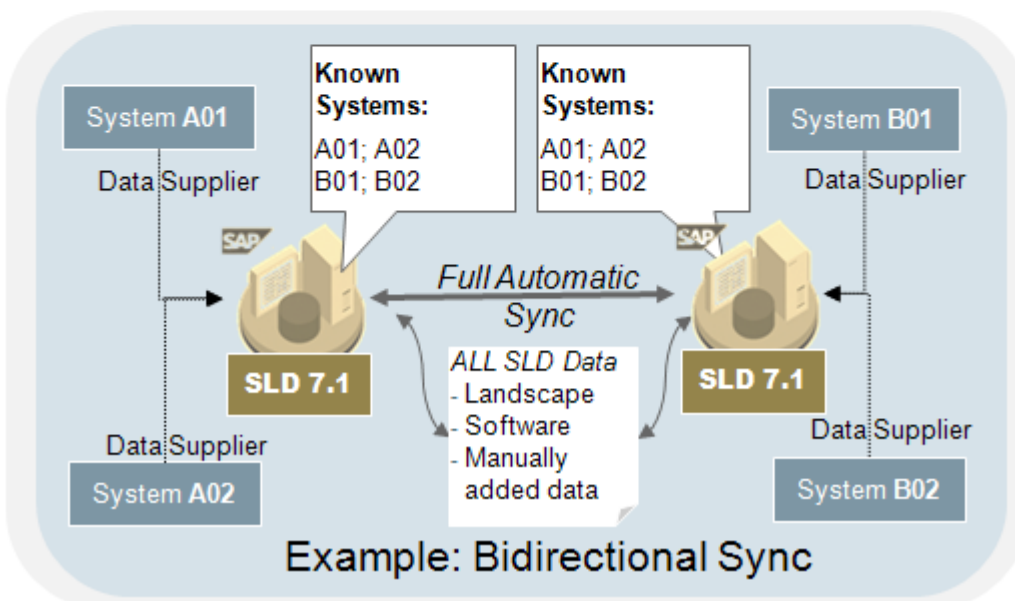 Known
Systems:
A01; A02
B01; B02
Known
Systems:
A01; A02
B01; B02
System A01
System B01
Data Supplier
Data Supplier
SAP
SAP
Full Automatic
Sync
SLD 7.1
SLD 7.1
ALL SLD Data
- Landscape
- Software
- Manually
added data
Data Supplier
Data Supplier
System A02
System B02
Example: Bidirectional Sync